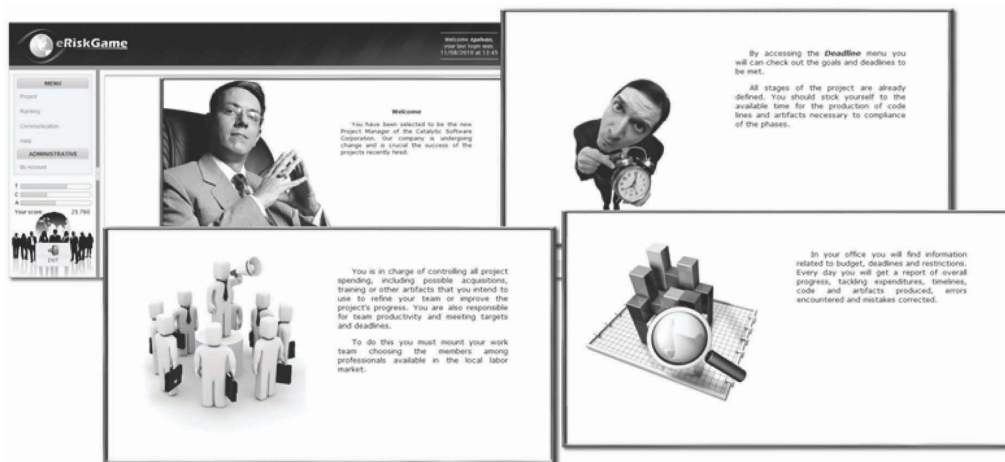 eRiskGame
Welcome
your last login was
11/08/2010 at 13:45
MENU
Project
Ranking
Communication
Help
ADMINISTRATIVE
My Account
T
C
A
Your score 25.760
EXIT
Welcome
You have been selected to be the new
Project Manager of the Catalytic Software
Corporation. Our company is undergoing
change and is crucial the success of the
projects recently hired.
By accessing the Deadline menu you
will can check out the goals and deadlines to
be met.
All stages of the project are already
defined. You should stick yourself to the
available time for the production of code
lines and artifacts necessary to compliance
of the phases.
You is in charge of controlling all project
spending, including possible acquisitions,
training or other artifacts that you intend to
use to refine your team or improve the
project's progress. You are also responsible
for team productivity and meeting targets
and deadlines.
To do this you must mount your work
team choosing the members among
professionals available in the local labor
market.
In your office you will find information
related to budget, deadlines and restrictions.
Every day you will get a report of overall
progress, tackling expenditures, timelines,
code and artifacts produced, errors
encountered and mistakes corrected.